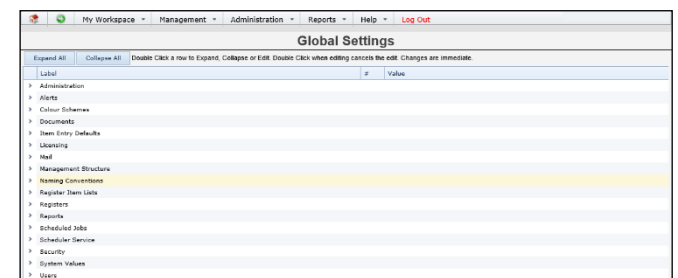 My Workspace Management Administration Reports Help Log Out
Global Settings
Expand All Collapse All Double Click a row to Expand, Collapse or Edit. Double Click when editing cancels the edit. Changes are immediate.
Label # Value
Administration
Alerts
Colour Schemes
Documents
Item Entry Defaults
Licensing
Mail
Management Structure
Naming Conventions
Register Item Lists
Registers
Reports
Scheduled Jobs
Scheduler Service
Security
System Values
Users